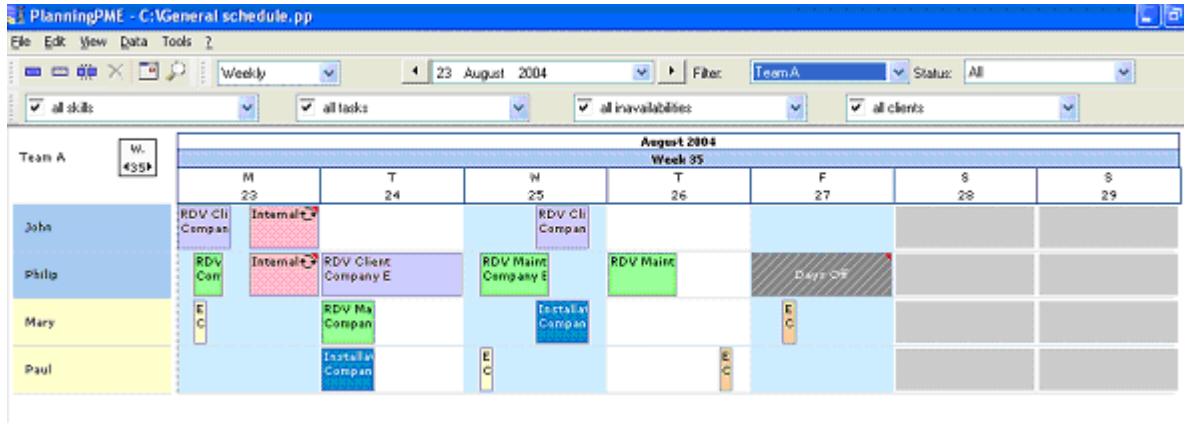 PlanningPME - C:\General schedule.pp
File Edit View Data Tools ?
Weekly 23 August 2004 Filter: Team A Status: All
all skills all tasks all inavailabilities all clients
August 2004
Team A W. Week 35
35
M T W T F S S
23 24 25 26 27 28 29
John RDV Cli Internal RDV Cli
Compan Compan
Philip RDV Internal RDV Client RDV Maint RDV Maint Days Off
Com Company E Company E
Mary E RDV Ma Installat E
C Compan Compan C
Paul Installat E E
Compan C C